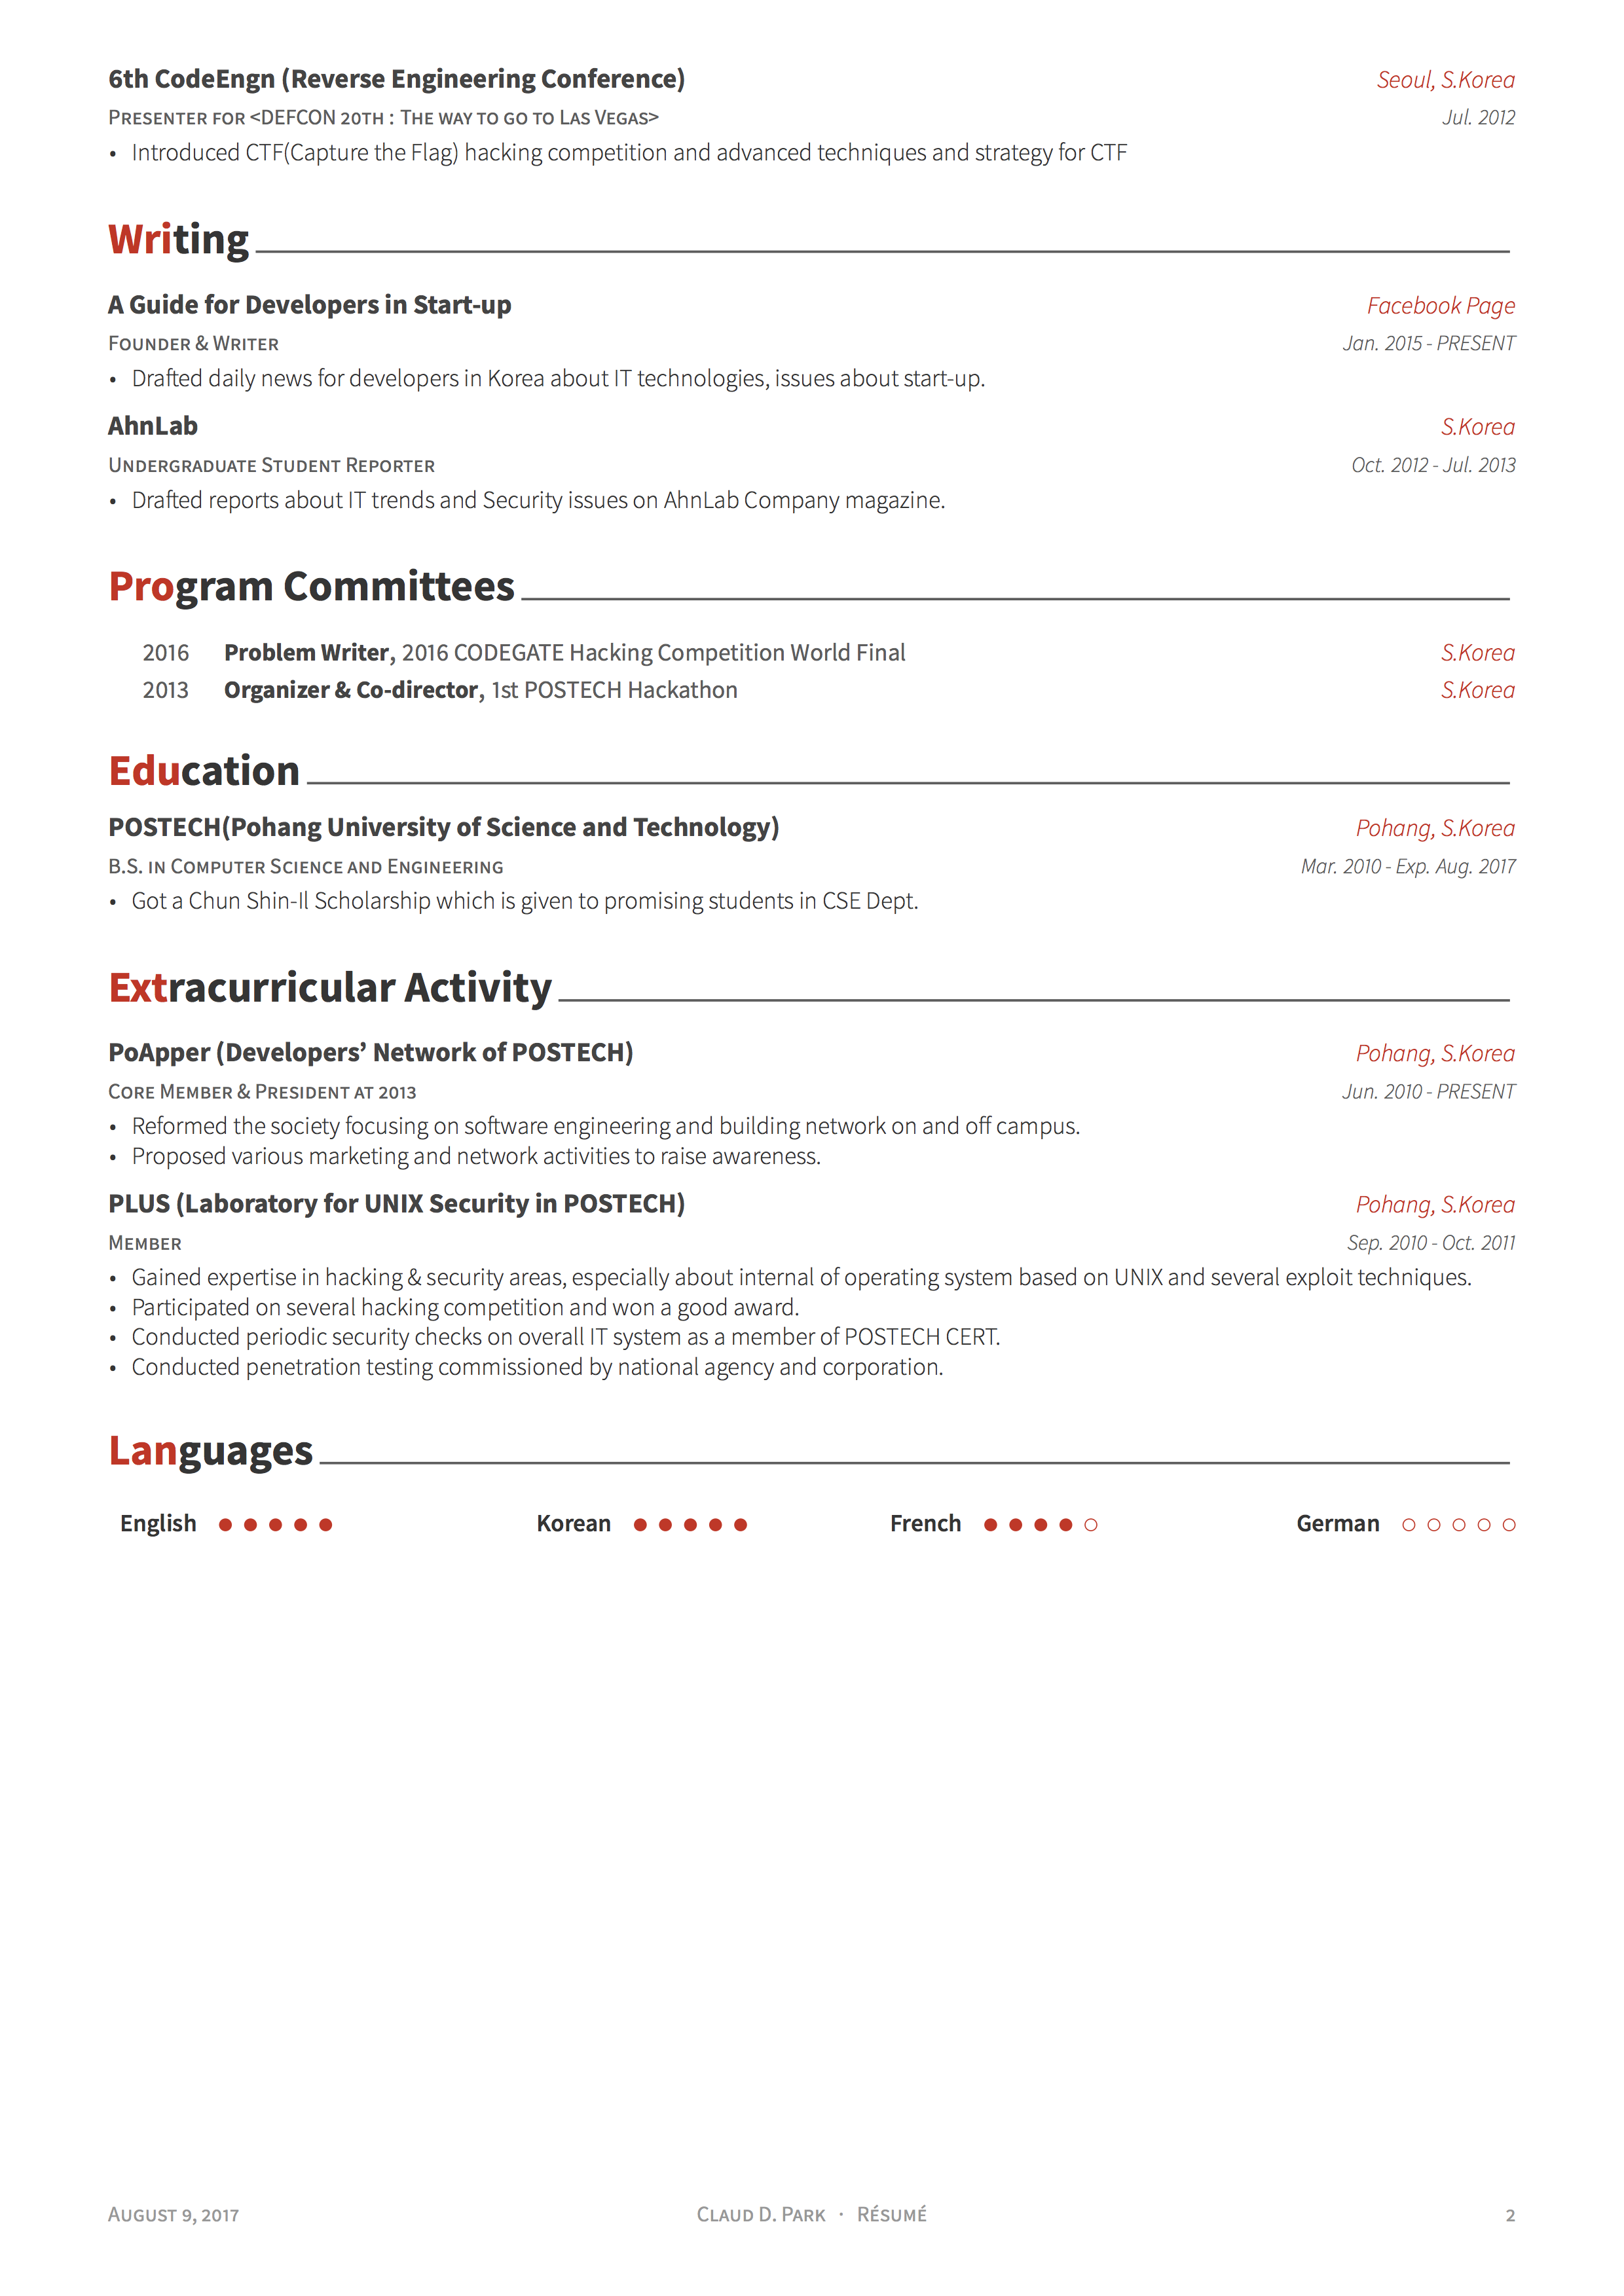 6th CodeEngn (Reverse Engineering Conference) Seoul, S.Korea
Presenter for <DEFCON 20th : The way to go to Las Vegas> Jul. 2012
• Introduced CTF(Capture the Flag) hacking competition and advanced techniques and strategy for CTF
Writing
A Guide for Developers in Start-up Facebook Page
Founder & Writer Jan. 2015 - PRESENT
• Drafted daily news for developers in Korea about IT technologies, issues about start-up.
AhnLab S.Korea
Undergraduate Student Reporter Oct. 2012 - Jul. 2013
• Drafted reports about IT trends and Security issues on AhnLab Company magazine.
Program Committees
2016 Problem Writer, 2016 CODEGATE Hacking Competition World Final S.Korea
2013 Organizer & Co-director, 1st POSTECH Hackathon S.Korea
Education
POSTECH(Pohang University of Science and Technology) Pohang, S.Korea
B.S. in Computer Science and Engineering Mar. 2010 - Exp. Aug. 2017
• Got a Chun Shin-Il Scholarship which is given to promising students in CSE Dept.
Extracurricular Activity
PoApper (Developers’ Network of POSTECH) Pohang, S.Korea
Core Member & President at 2013 Jun. 2010 - PRESENT
• Reformed the society focusing on software engineering and building network on and off campus.
• Proposed various marketing and network activities to raise awareness.
PLUS (Laboratory for UNIX Security in POSTECH) Pohang, S.Korea
Member Sep. 2010 - Oct. 2011
• Gained expertise in hacking & security areas, especially about internal of operating system based on UNIX and several exploit techniques.
• Participated on several hacking competition and won a good award.
• Conducted periodic security checks on overall IT system as a member of POSTECH CERT.
• Conducted penetration testing commissioned by national agency and corporation.
Languages
English Korean French German
August 9, 2017 Claud D. Park · Résumé 2